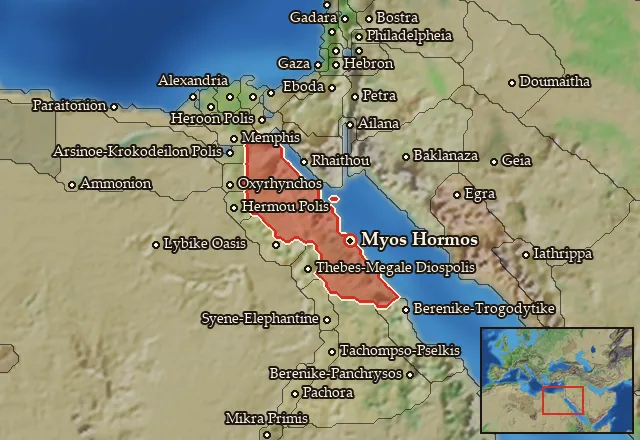 Gadara
Bostra
Philadelpheia
Gaza
Hebron
Alexandria
Eboda
Doumaitha
Petra
Paraitonion
Heroon Polis
Ailana
Memphis
Arsinoe-Krokodeilon Polis
Rhaithou
Baklanaza
Geia
Ammonion
Oxyrhynchos
Egra
Hermou Polis
Lybike Oasis
Myos Hormos
Iathrippa
Thebes-Megale Diospolis
Berenike-Trogodytike
Syene-Elephantine
Tachompso-Pselkis
Berenike-Panchrysos
Pachora
Mikra Primis